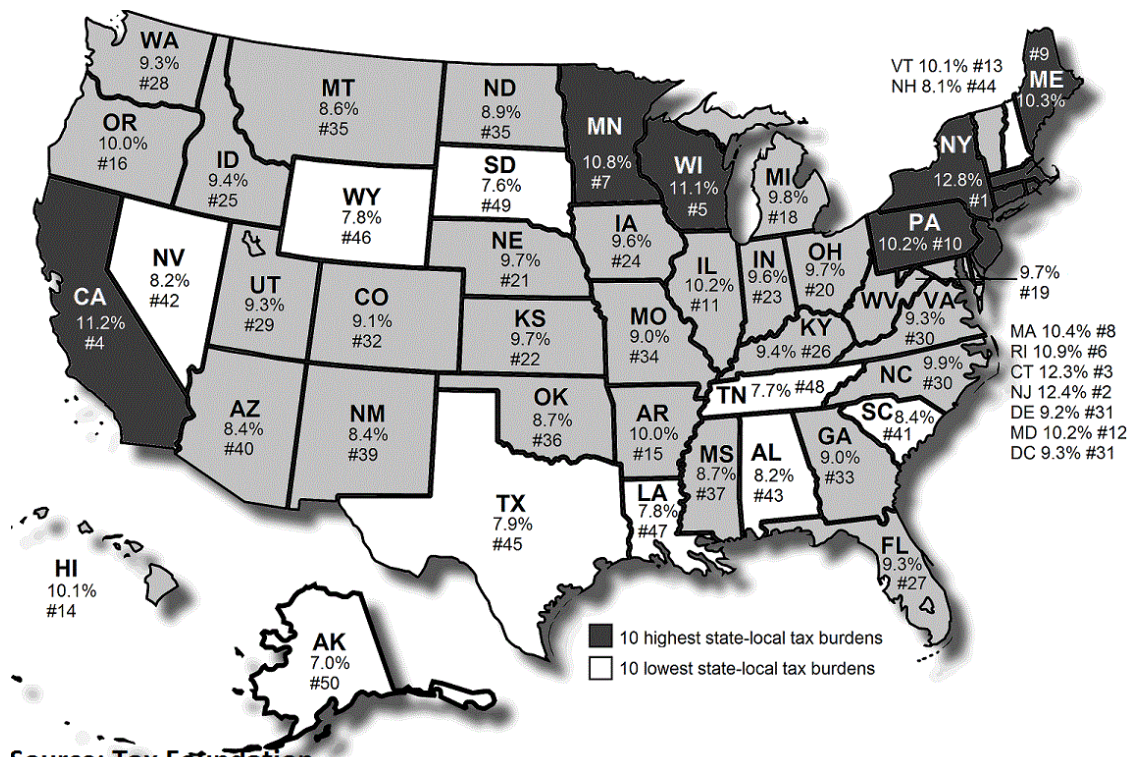 WA
9.3%
#28
MT
8.6%
#35
ND
8.9%
#35
MN
10.8%
#7
VT 10.1% #13
NH 8.1% #44
#9
ME
10.3%
OR
10.0%
#16
ID
9.4%
#25
WY
7.8%
#46
SD
7.6%
#49
WI
11.1%
#5
MI
9.8%
#18
NY
12.8%
#1
PA
10.2% #10
CA
11.2%
#4
NV
8.2%
#42
UT
9.3%
#29
CO
9.1%
#32
NE
9.7%
#21
KS
9.7%
#22
IA
9.6%
#24
MO
9.0%
#34
IL
10.2%
#11
IN
9.6%
#23
OH
9.7%
#20
WV
VA
9.3%
#30
9.7%
#19
KY
9.4% #26
MA 10.4% #8
RI 10.9% #6
CT 12.3% #3
NJ 12.4% #2
DE 9.2% #31
MD 10.2% #12
DC 9.3% #31
AZ
8.4%
#40
NM
8.4%
#39
OK
8.7%
#36
AR
10.0%
#15
TN 7.7% #48
NC 9.9%
#30
SC 8.4%
#41
MS
8.7%
#37
AL
8.2%
#43
GA
9.0%
#33
TX
7.9%
#45
LA
7.8%
#47
FL
9.3%
#27
HI
10.1%
#14
AK
7.0%
#50
10 highest state-local tax burdens
10 lowest state-local tax burdens
Source: Tax Foundation